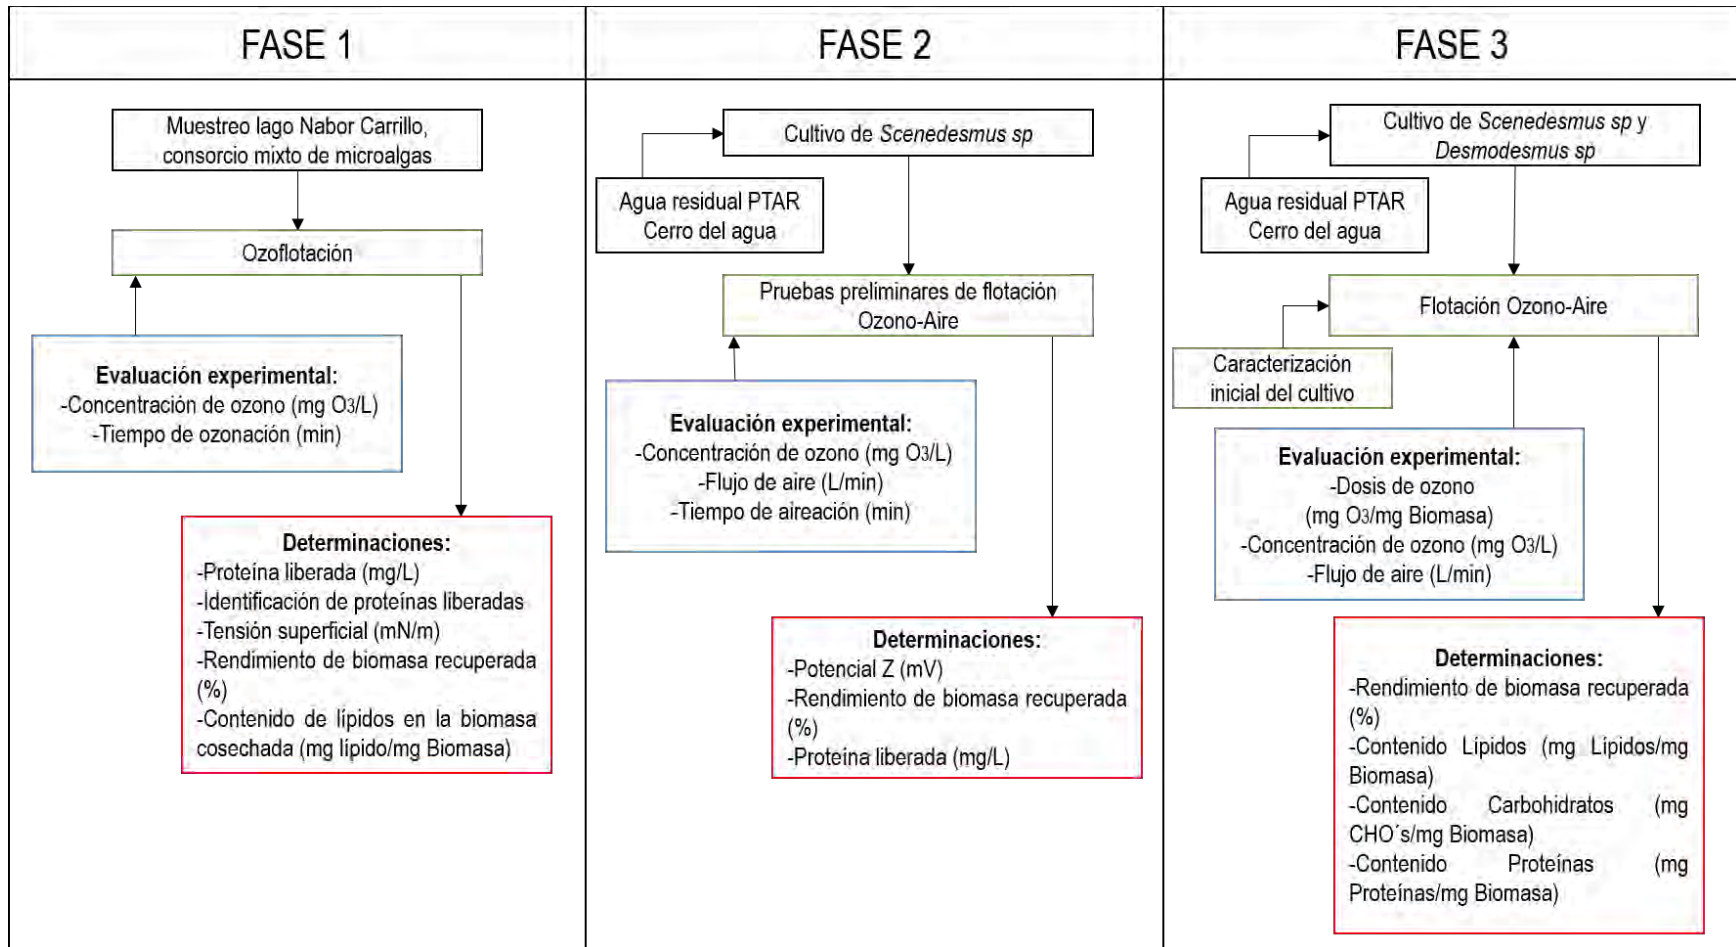 FASE 1
Muestreo lago Nabor Carrillo,
consorcio mixto de microalgas
Ozoflotación
Evaluación experimental:
-Concentración de ozono (mg O3/L)
-Tiempo de ozonación (min)
Determinaciones:
-Proteína liberada (mg/L)
-Identificación de proteínas liberadas
-Tensión superficial (mN/m)
-Rendimiento de biomasa recuperada
(%)
-Contenido de lípidos en la biomasa
cosechada (mg lípido/mg Biomasa)
FASE 2
Cultivo de Scenedesmus sp
Agua residual PTAR
Cerro del agua
Pruebas preliminares de flotación
Ozono-Aire
Evaluación experimental:
-Concentración de ozono (mg O3/L)
-Flujo de aire (L/min)
-Tiempo de aireación (min)
Determinaciones:
-Potencial Z (mV)
-Rendimiento de biomasa recuperada
(%)
-Proteína liberada (mg/L)
FASE 3
Cultivo de Scenedesmus sp y
Desmodesmus sp
Agua residual PTAR
Cerro del agua
Flotación Ozono-Aire
Caracterización
inicial del cultivo
Evaluación experimental:
-Dosis de ozono
(mg O3/mg Biomasa)
-Concentración de ozono (mg O3/L)
-Flujo de aire (L/min)
Determinaciones:
-Rendimiento de biomasa recuperada
(%)
-Contenido Lípidos (mg Lípidos/mg
Biomasa)
-Contenido Carbohidratos (mg
CHO´s/mg Biomasa)
-Contenido Proteínas (mg
Proteínas/mg Biomasa)